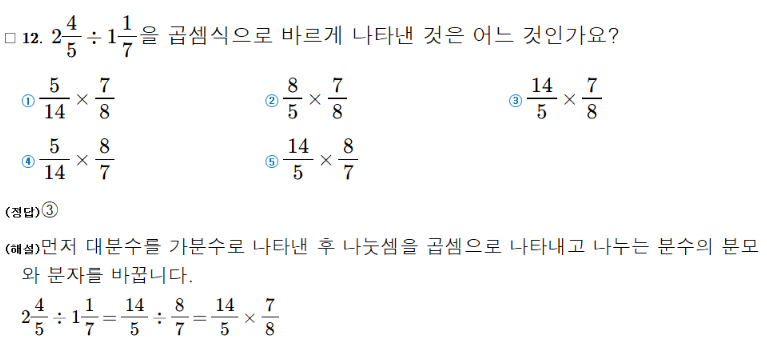 □ 12. 2 4/5 ÷ 1 1/7 을 곱셈식으로 바르게 나타낸 것은 어느 것인가요?
① 5/14 × 7/8 ② 8/5 × 7/8 ③ 14/5 × 7/8
④ 5/14 × 8/7 ⑤ 14/5 × 8/7
(정답)③
(해설)먼저 대분수를 가분수로 나타낸 후 나눗셈을 곱셈으로 나타내고 나누는 분수의 분모
와 분자를 바꿉니다.
2 4/5 ÷ 1 1/7 = 14/5 ÷ 8/7 = 14/5 × 7/8